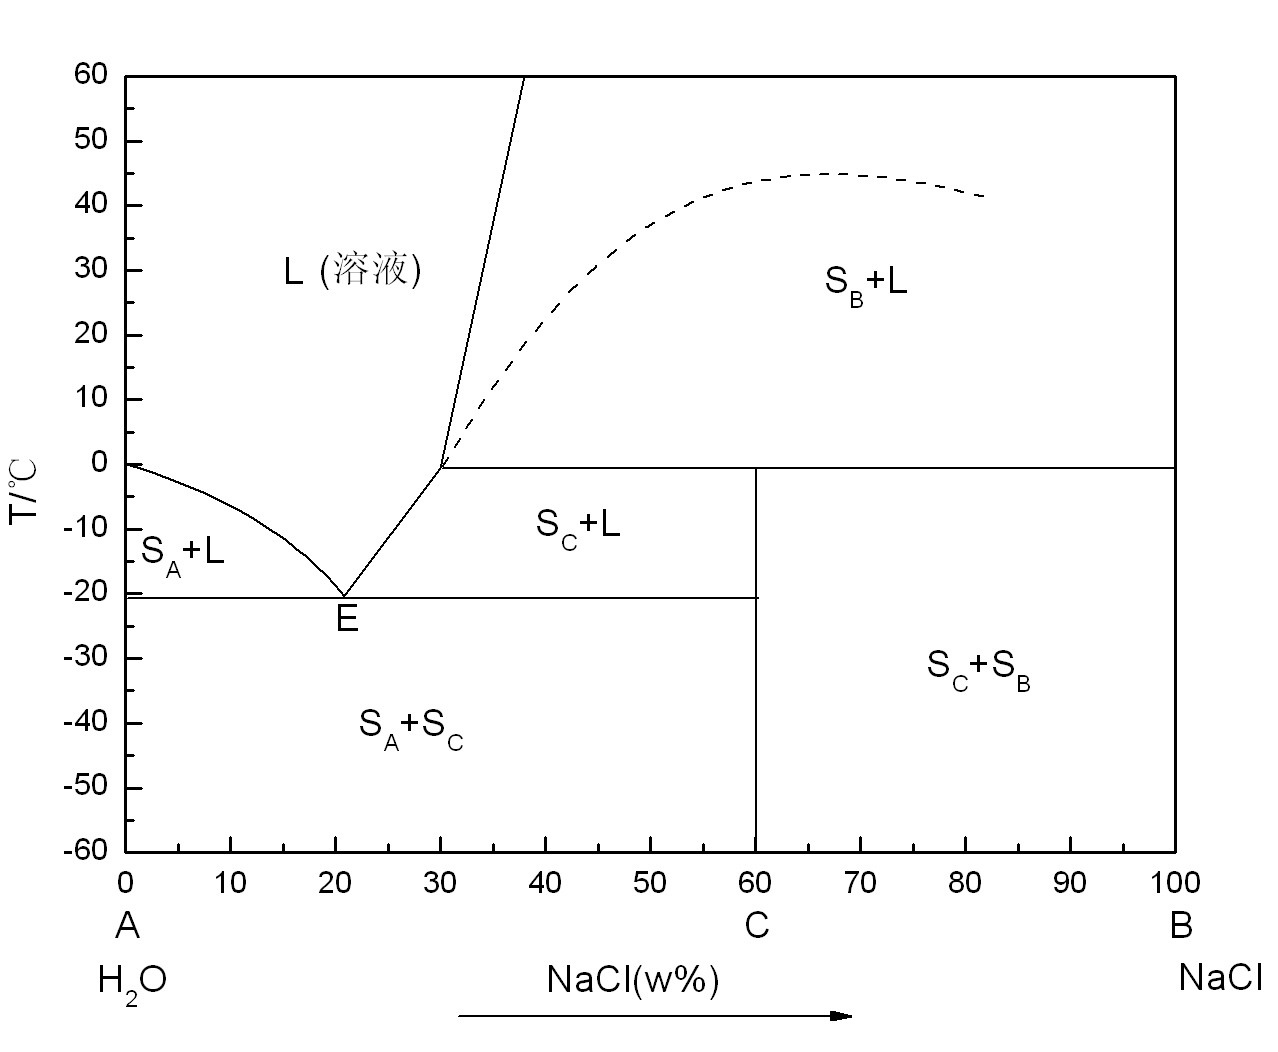 60
50
40
L (溶液)
30
S_B+L
20
10
0
T/℃
-10
S_C+L
S_A+L
-20
E
-30
S_C+S_B
-40
S_A+S_C
-50
-60
0 10 20 30 40 50 60 70 80 90 100
A C B
H₂O NaCl(w%) NaCl